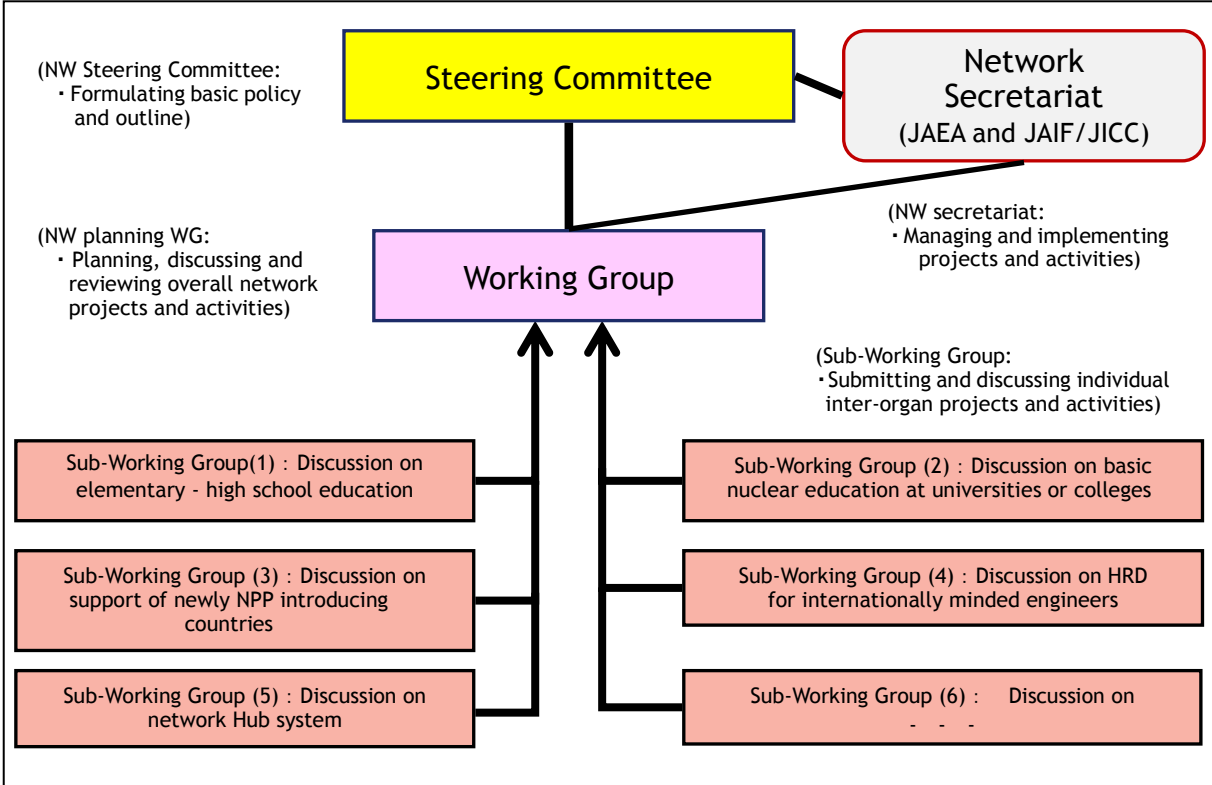 (NW Steering Committee:
・Formulating basic policy
and outline)
Steering Committee
Network
Secretariat
(JAEA and JAIF/JICC)
(NW planning WG:
・Planning, discussing and
reviewing overall network
projects and activities)
Working Group
(NW secretariat:
・Managing and implementing
projects and activities)
(Sub-Working Group:
・Submitting and discussing individual
inter-organ projects and activities)
Sub-Working Group(1) : Discussion on
elementary - high school education
Sub-Working Group (2) : Discussion on basic
nuclear education at universities or colleges
Sub-Working Group (3) : Discussion on
support of newly NPP introducing
countries
Sub-Working Group (4) : Discussion on HRD
for internationally minded engineers
Sub-Working Group (5) : Discussion on
network Hub system
Sub-Working Group (6) : Discussion on
- - -